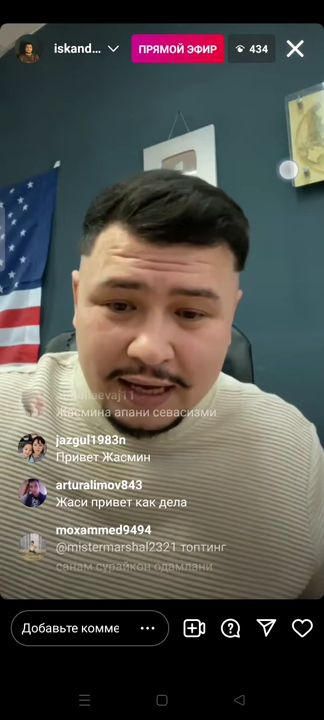 iskand...
ПРЯМОЙ ЭФИР
434
Жасмина апани севасизми
jazgul1983n
Привет Жасмин
arturalimov843
Жаси привет как дела
moxammed9494
@mistermarshal2321 топтинг
санам сурайкон одамлани
Добавьте комме